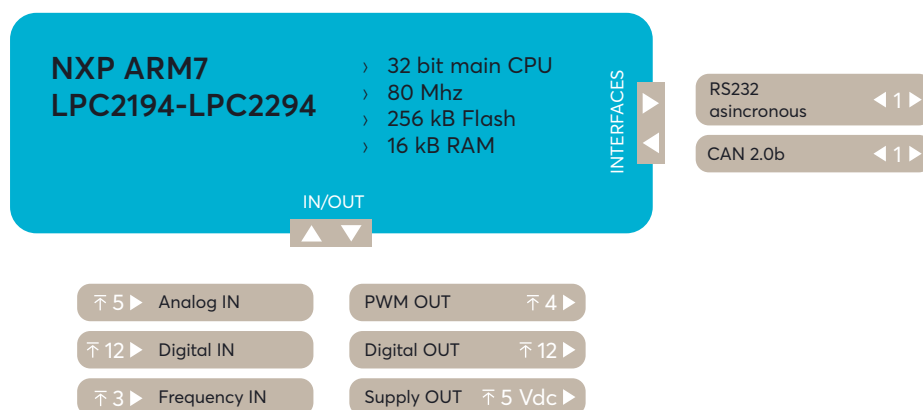 NXP ARM7
LPC2194-LPC2294
› 32 bit main CPU
› 80 Mhz
› 256 kB Flash
› 16 kB RAM
INTERFACES
RS232
asincronous
1
CAN 2.0b
1
IN/OUT
5 Analog IN
12 Digital IN
3 Frequency IN
PWM OUT 4
Digital OUT 12
Supply OUT 5 Vdc